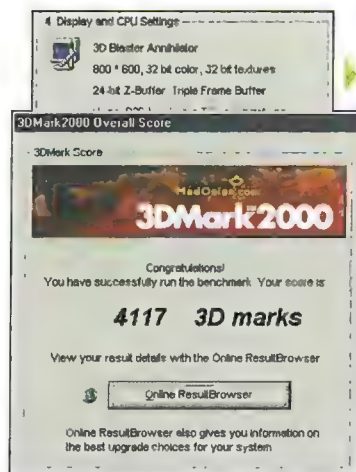 4 Display and CPU Settings
3D Blaster Annihilator
800 * 600, 32 bit color, 32 bit textures
24-bit Z-Buffer Triple Frame Buffer
3DMark2000 Overall Score
3DMark Score
MadOnion.com
3DMark2000
Congratulations!
You have successfully run the benchmark. Your score is
4117 3D marks
View your result details with the Online ResultBrowser
Online ResultBrowser
Online ResultBrowser also gives you information on
the best upgrade choices for your system